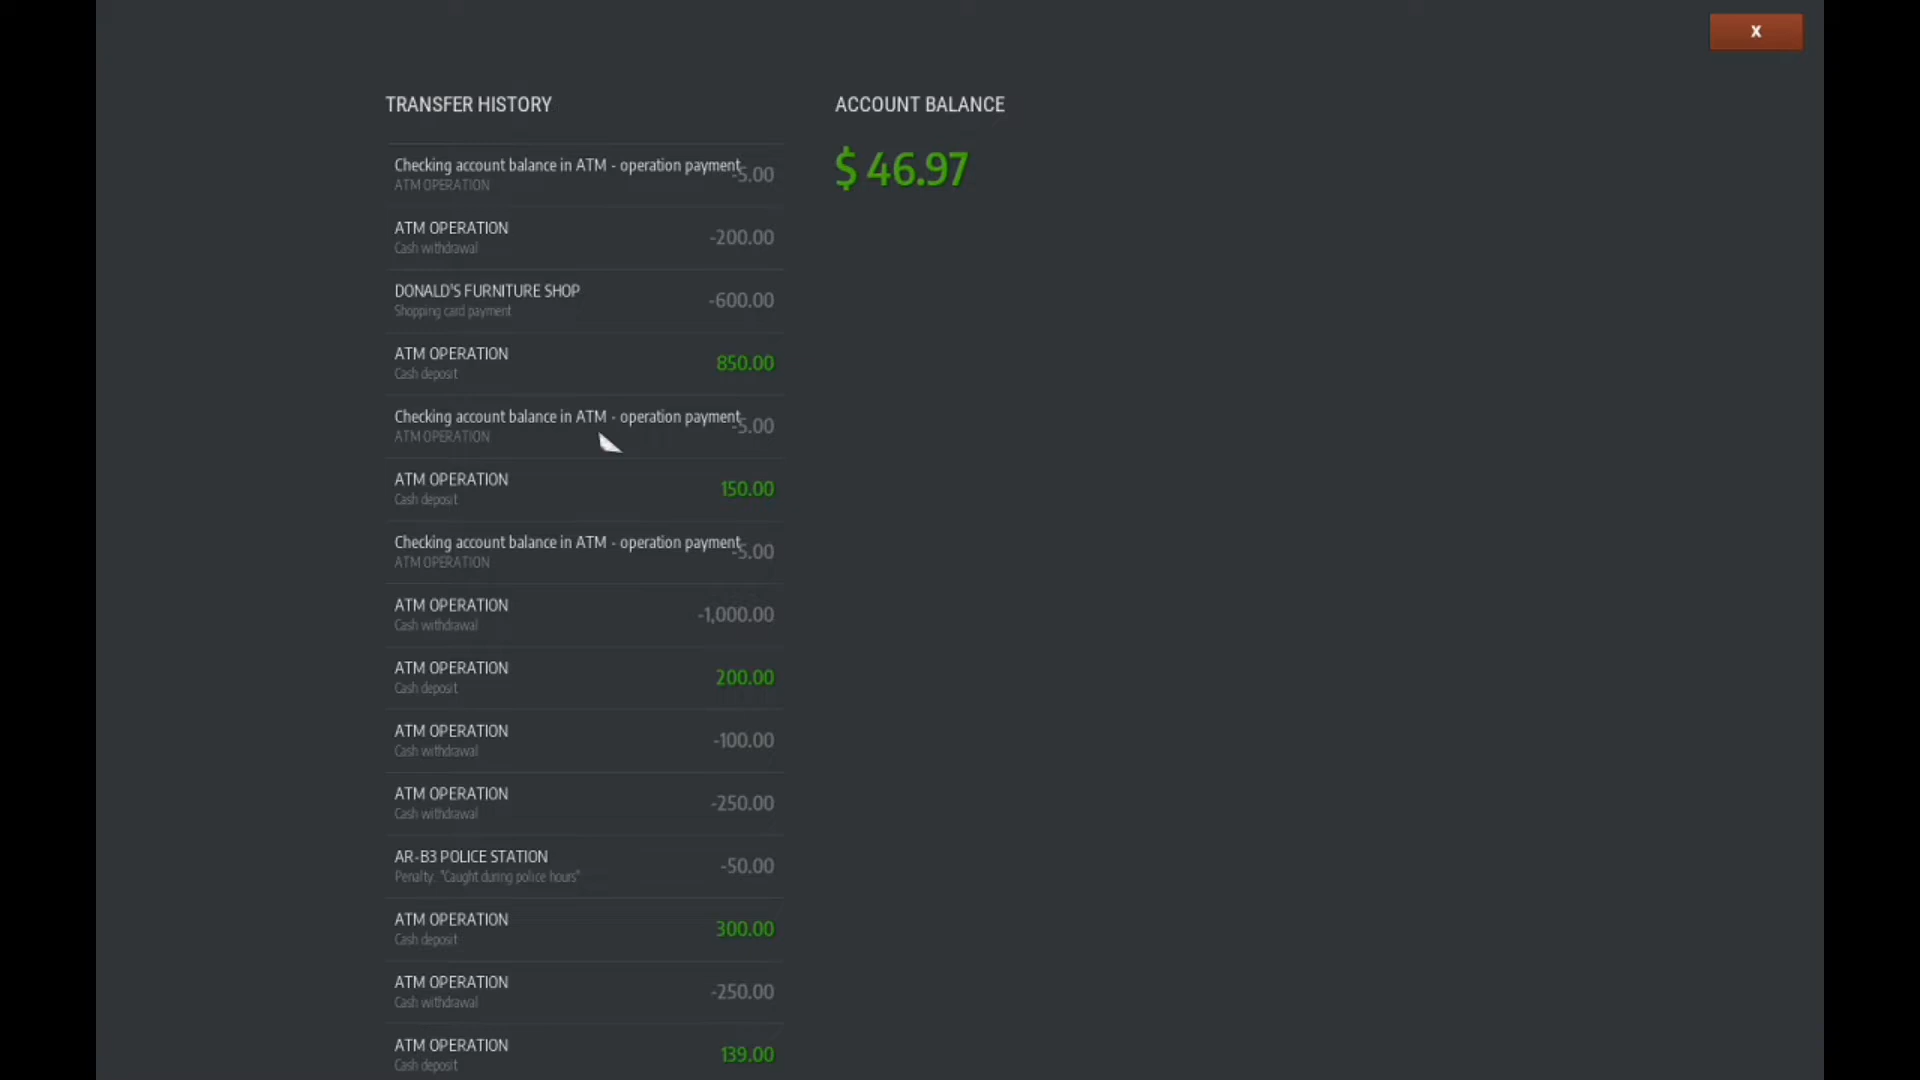 X
TRANSFER HISTORY
ACCOUNT BALANCE
$ 46.97
Checking account balance in ATM - operation payment
-5.00
ATM OPERATION
ATM OPERATION
-200.00
Cash withdrawal
DONALD'S FURNITURE SHOP
-600.00
Shopping card payment
ATM OPERATION
850.00
Cash deposit
Checking account balance in ATM - operation payment
-5.00
ATM OPERATION
ATM OPERATION
150.00
Cash deposit
Checking account balance in ATM - operation payment
-5.00
ATM OPERATION
ATM OPERATION
-1,000.00
Cash withdrawal
ATM OPERATION
200.00
Cash deposit
ATM OPERATION
-100.00
Cash withdrawal
ATM OPERATION
-250.00
Cash withdrawal
AR-B3 POLICE STATION
-50.00
Penalty: "Caught during police hours"
ATM OPERATION
300.00
Cash deposit
ATM OPERATION
-250.00
Cash withdrawal
ATM OPERATION
139.00
Cash deposit